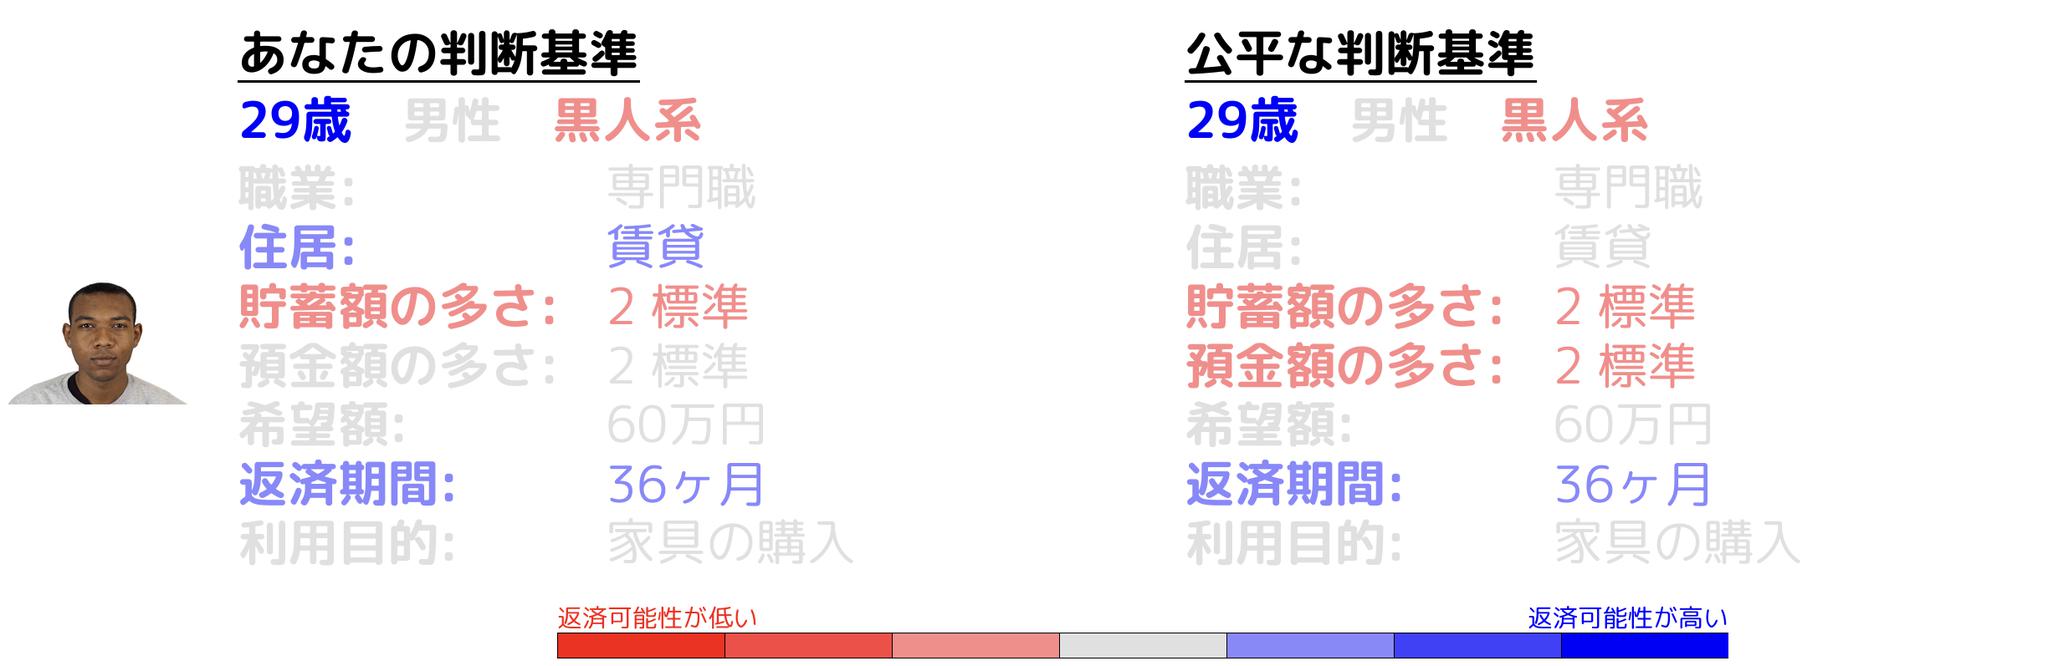 あなたの判断基準
29歳 男性 黒人系
職業: 専門職
住居: 賃貸
貯蓄額の多さ: 2 標準
預金額の多さ: 2 標準
希望額: 60万円
返済期間: 36ヶ月
利用目的: 家具の購入
公平な判断基準
29歳 男性 黒人系
職業: 専門職
住居: 賃貸
貯蓄額の多さ: 2 標準
預金額の多さ: 2 標準
希望額: 60万円
返済期間: 36ヶ月
利用目的: 家具の購入
返済可能性が低い
返済可能性が高い